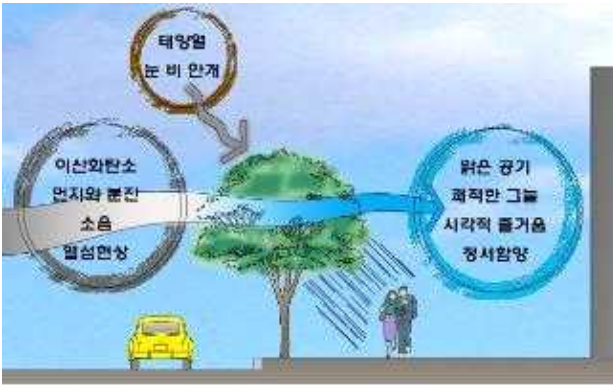 태양열
눈 비 안개
이산화탄소
먼지와 분진
소음
열섬현상
맑은 공기
쾌적한 그늘
시각적 즐거움
정서함양